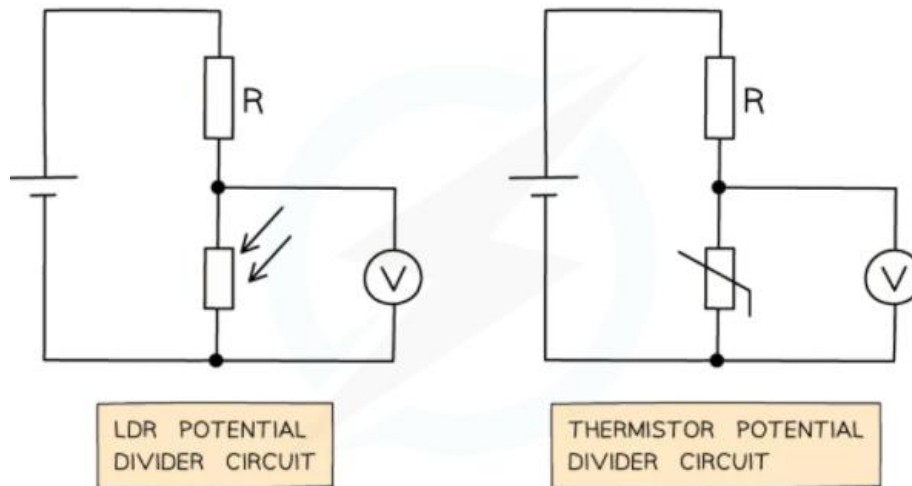 R
V
LDR POTENTIAL
DIVIDER CIRCUIT
R
V
THERMISTOR POTENTIAL
DIVIDER CIRCUIT